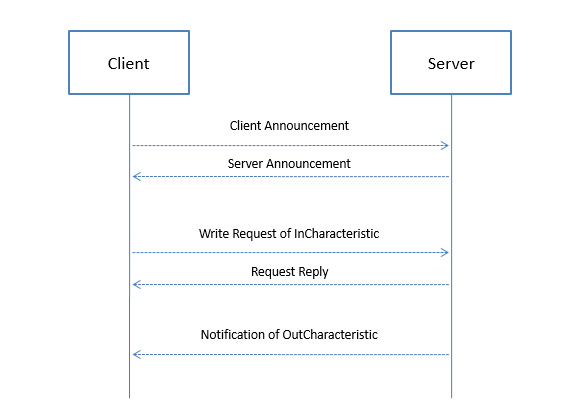 Client
Server
Client Announcement
Server Announcement
Write Request of InCharacteristic
Request Reply
Notification of OutCharacteristic